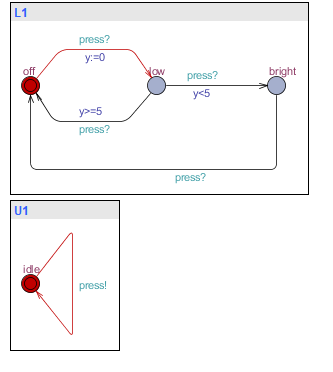 L1
press?
y:=0
off
low
press?
y<5
bright
y>=5
press?
press?
U1
idle
press!